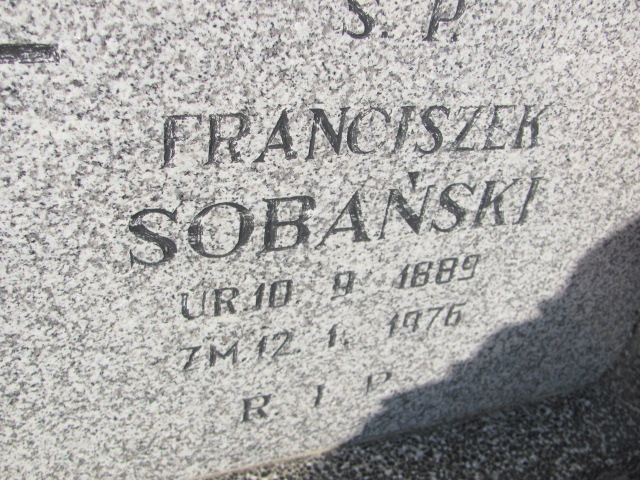 S. P.
FRANCISZEK
SOBAŃSKI
UR. 10. 9. 1889
ZM. 12. 1. 1976
R. I. P.